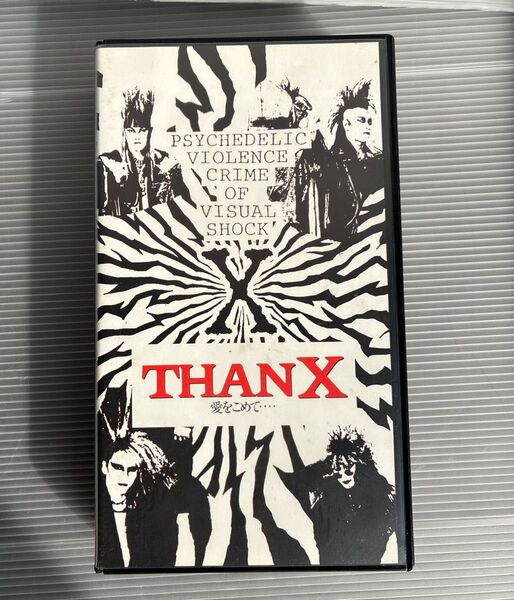 PSYCHEDELIC
VIOLENCE
CRIME
OF
VISUAL
SHOCK
X
THANX
愛をこめて‥‥